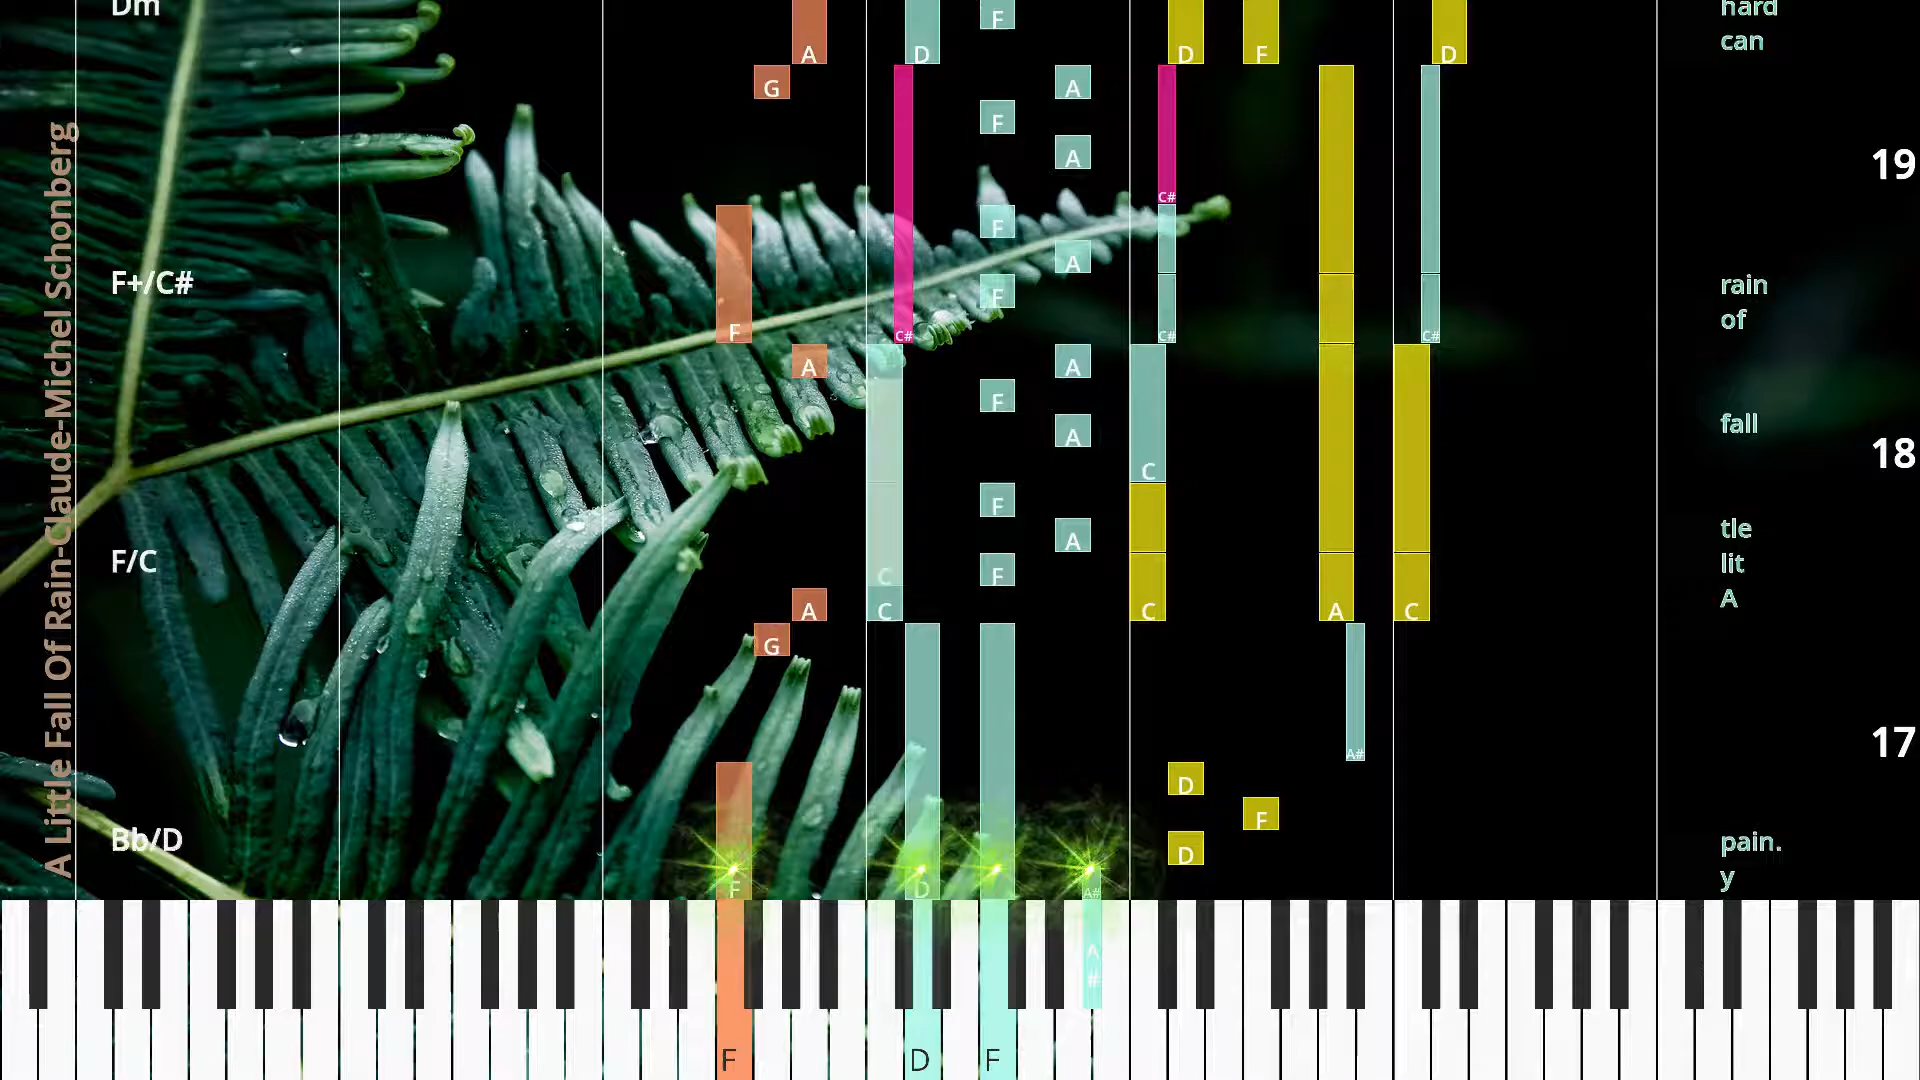 Dm
A D F D F D hard
can
G A
F
A
19
C#
F
A
F+/C# F rain
of
F C# C# C#
A F A
F
A fall
18
C
F
A tle
F/C C F lit
A C C A C A
G
17
A#
D
F
Bb/D D pain.
F D A# y
A
#
F D F
A Little Fall Of Rain-Claude-Michel Schonberg